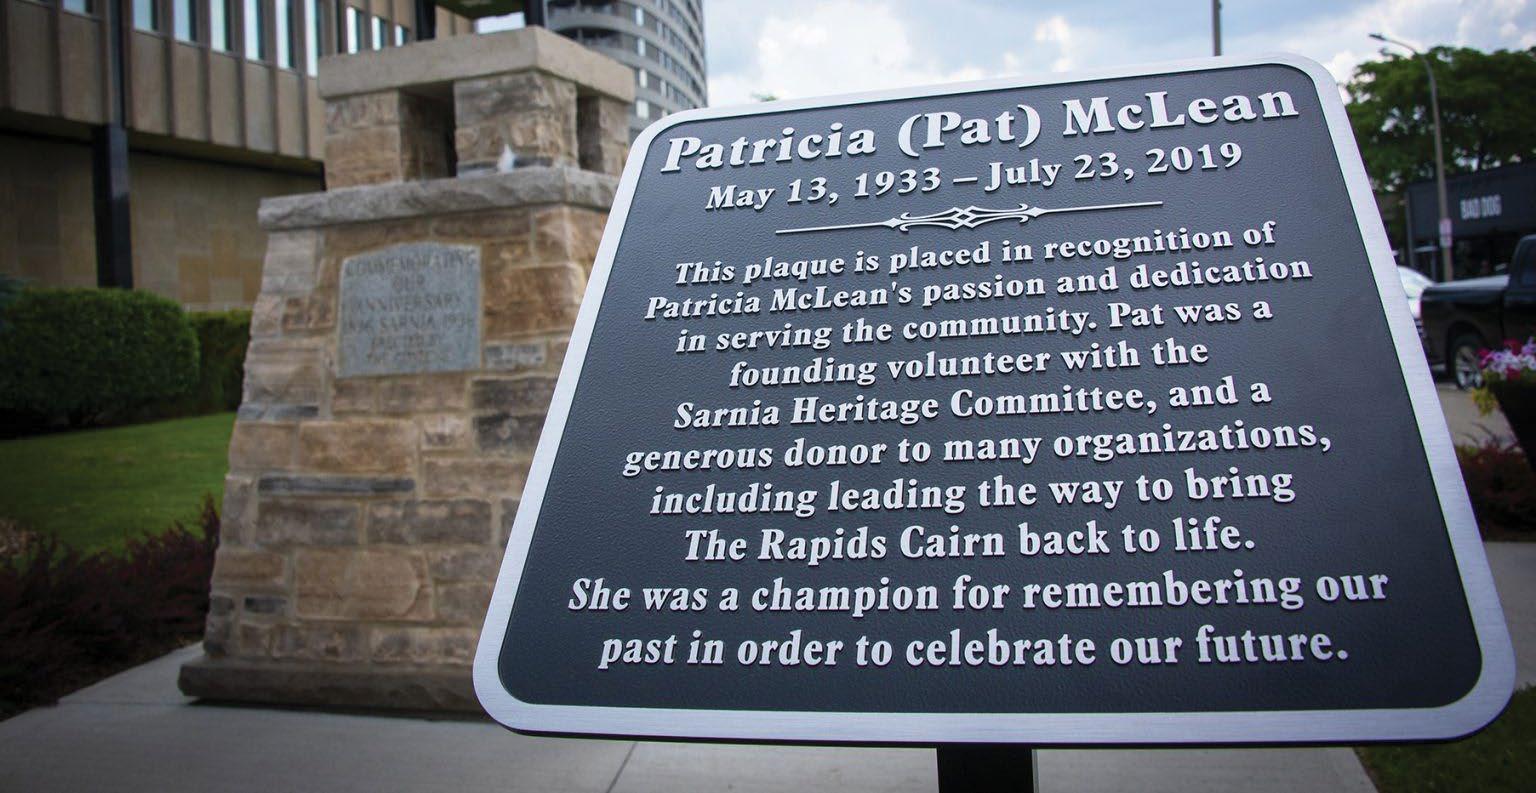 Patricia (Pat) McLean
May 13, 1933 – July 23, 2019
This plaque is placed in recognition of
Patricia McLean's passion and dedication
in serving the community. Pat was a
founding volunteer with the
Sarnia Heritage Committee, and a
generous donor to many organizations,
including leading the way to bring
The Rapids Cairn back to life.
She was a champion for remembering our
past in order to celebrate our future.
COMMEMORATING
ANNIVERSARY
SARNIA
BAD DOG